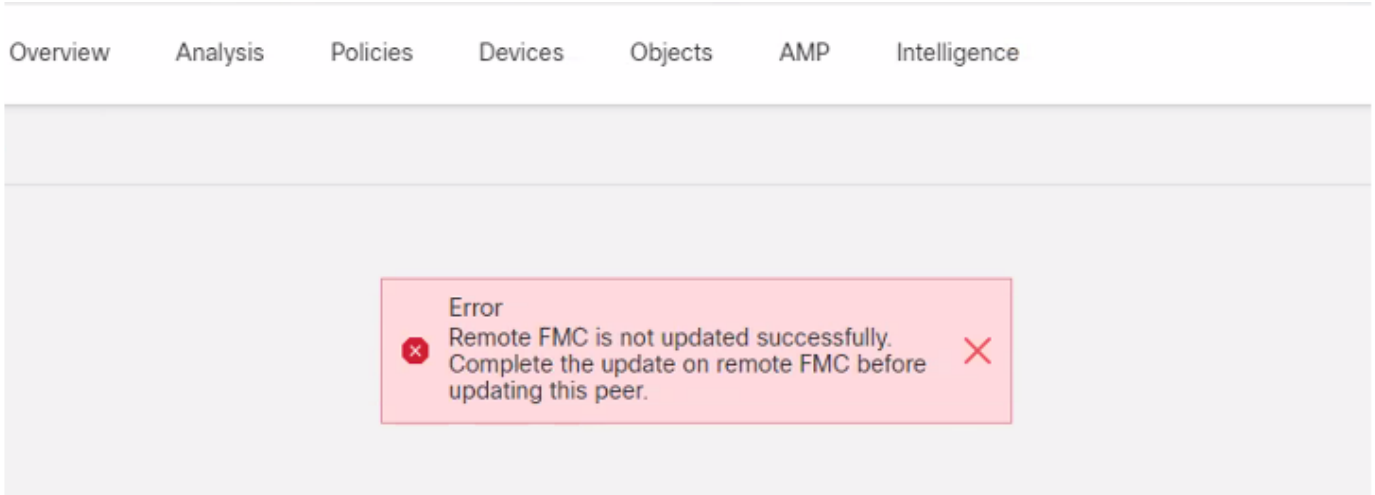 Overview Analysis Policies Devices Objects AMP Intelligence
Error
Remote FMC is not updated successfully.
Complete the update on remote FMC before
updating this peer.